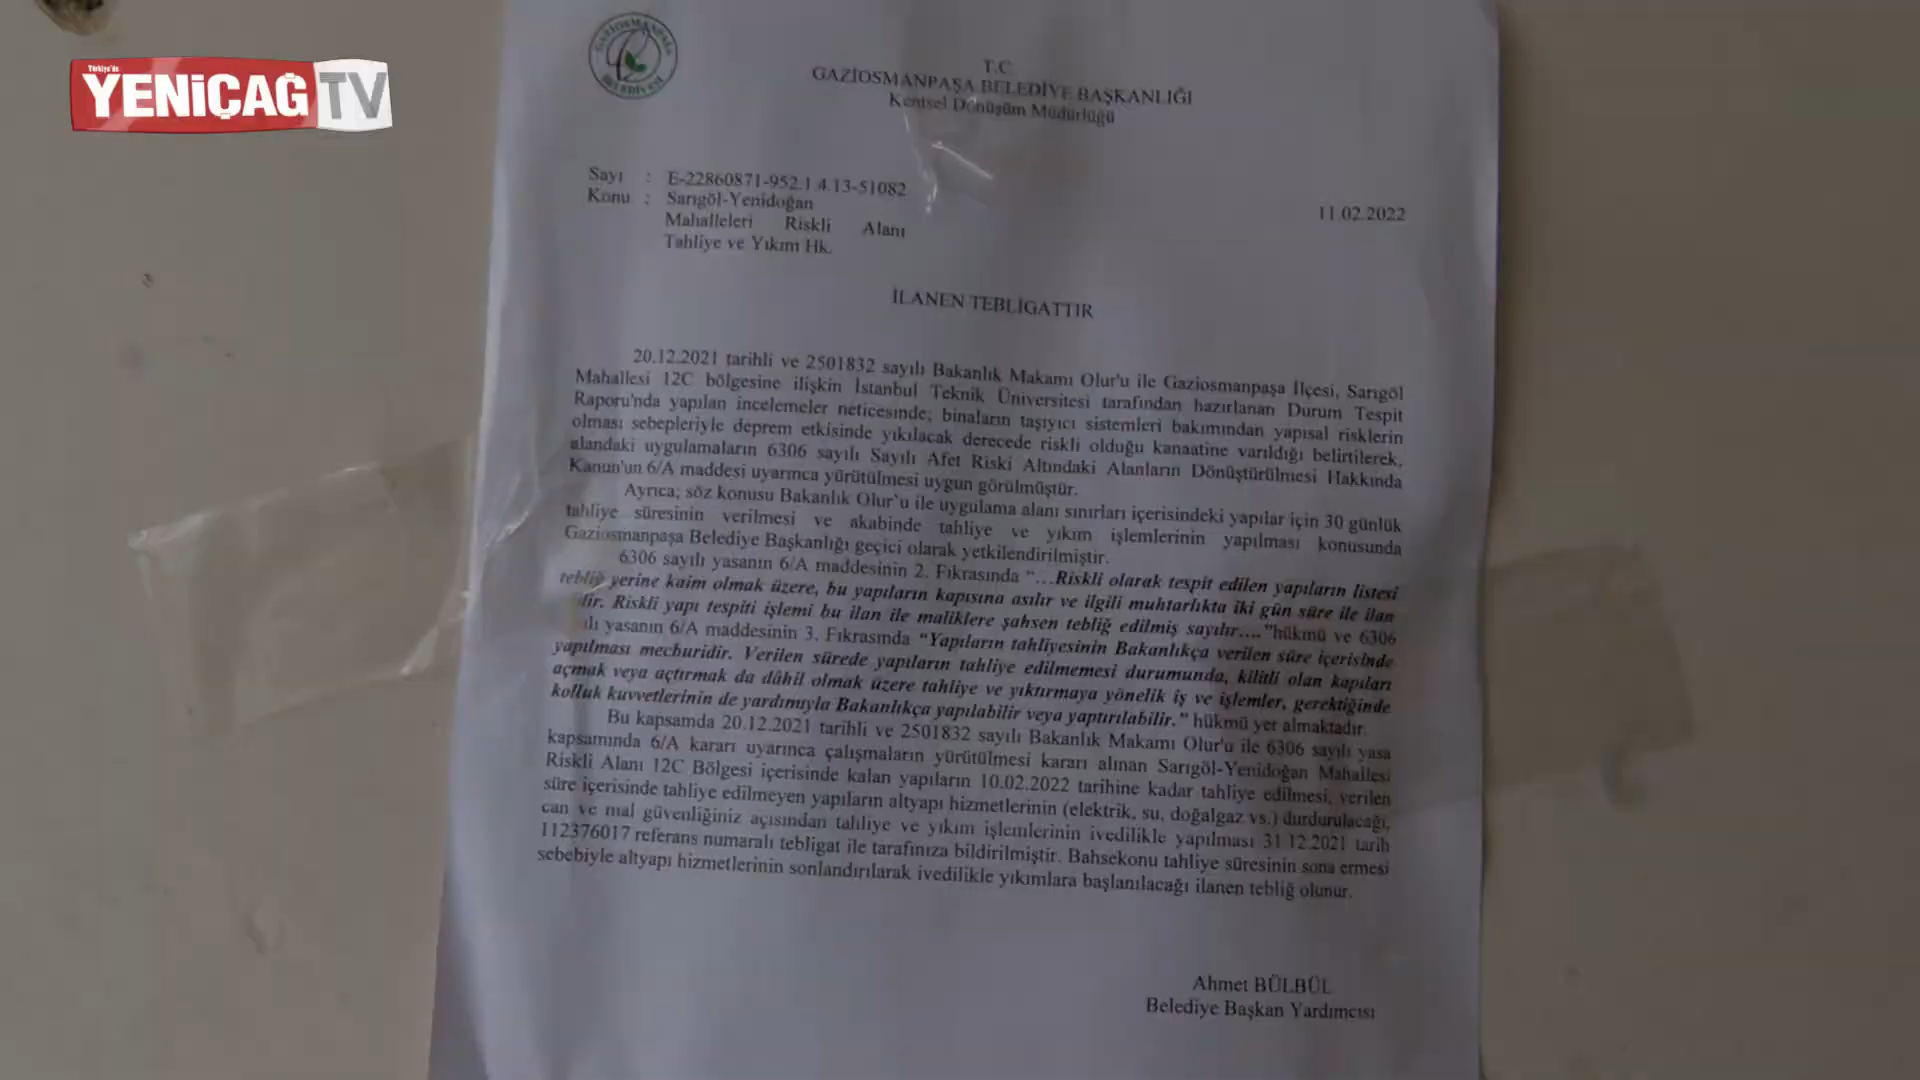 Türkiye'de
YENİÇAĞ TV
GAZİOSMANPAŞA
BELEDİYESİ
T.C.
GAZİOSMANPAŞA BELEDİYE BAŞKANLIĞI
Kentsel Dönüşüm Müdürlüğü
Sayı : E-22860871-952.1.4.13-51082
11.02.2022
Konu : Sarıgöl-Yenidoğan
Mahalleleri Riskli Alanı
Tahliye ve Yıkım Hk.
İLANEN TEBLİGATTIR
20.12.2021 tarihli ve 2501832 sayılı Bakanlık Makamı Olur'u ile Gaziosmanpaşa İlçesi, Sarıgöl
Mahallesi 12C bölgesine ilişkin İstanbul Teknik Üniversitesi tarafından hazırlanan Durum Tespit
Raporu'nda yapılan incelemeler neticesinde; binaların taşıyıcı sistemleri bakımından yapısal risklerin
olması sebepleriyle deprem etkisinde yıkılacak derecede riskli olduğu kanaatine varıldığı belirtilerek,
alandaki uygulamaların 6306 sayılı Sayılı Afet Riski Altındaki Alanların Dönüştürülmesi Hakkında
Kanun'un 6/A maddesi uyarınca yürütülmesi uygun görülmüştür.
Ayrıca; söz konusu Bakanlık Olur'u ile uygulama alanı sınırları içerisindeki yapılar için 30 günlük
tahliye süresinin verilmesi ve akabinde tahliye ve yıkım işlemlerinin yapılması konusunda
Gaziosmanpaşa Belediye Başkanlığı geçici olarak yetkilendirilmiştir.
6306 sayılı yasanın 6/A maddesinin 2. Fıkrasında “…Riskli olarak tespit edilen yapıların listesi
tebliğ yerine kaim olmak üzere, bu yapıların kapısına asılır ve ilgili muhtarlıkta iki gün süre ile ilan
dir. Riskli yapı tespiti işlemi bu ilan ile maliklere şahsen tebliğ edilmiş sayılır….”hükmü ve 6306
ılı yasanın 6/A maddesinin 3. Fıkrasında “Yapıların tahliyesinin Bakanlıkça verilen süre içerisinde
yapılması mecburidir. Verilen sürede yapıların tahliye edilmemesi durumunda, kilitli olan kapıları
açmak veya açtırmak da dâhil olmak üzere tahliye ve yıktırmaya yönelik iş ve işlemler, gerektiğinde
kolluk kuvvetlerinin de yardımıyla Bakanlıkça yapılabilir veya yaptırılabilir.” hükmü yer almaktadır.
Bu kapsamda 20.12.2021 tarihli ve 2501832 sayılı Bakanlık Makamı Olur'u ile 6306 sayılı yasa
kapsamında 6/A kararı uyarınca çalışmaların yürütülmesi kararı alınan Sarıgöl-Yenidoğan Mahallesi
Riskli Alanı 12C Bölgesi içerisinde kalan yapıların 10.02.2022 tarihine kadar tahliye edilmesi, verilen
süre içerisinde tahliye edilmeyen yapıların altyapı hizmetlerinin (elektrik, su, doğalgaz vs.) durdurulacağı,
can ve mal güvenliğiniz açısından tahliye ve yıkım işlemlerinin ivedilikle yapılması 31.12.2021 tarih
112376017 referans numaralı tebligat ile tarafınıza bildirilmiştir. Bahsekonu tahliye süresinin sona ermesi
sebebiyle altyapı hizmetlerinin sonlandırılarak ivedilikle yıkımlara başlanılacağı ilanen tebliğ olunur.
Ahmet BÜLBÜL
Belediye Başkan Yardımcısı